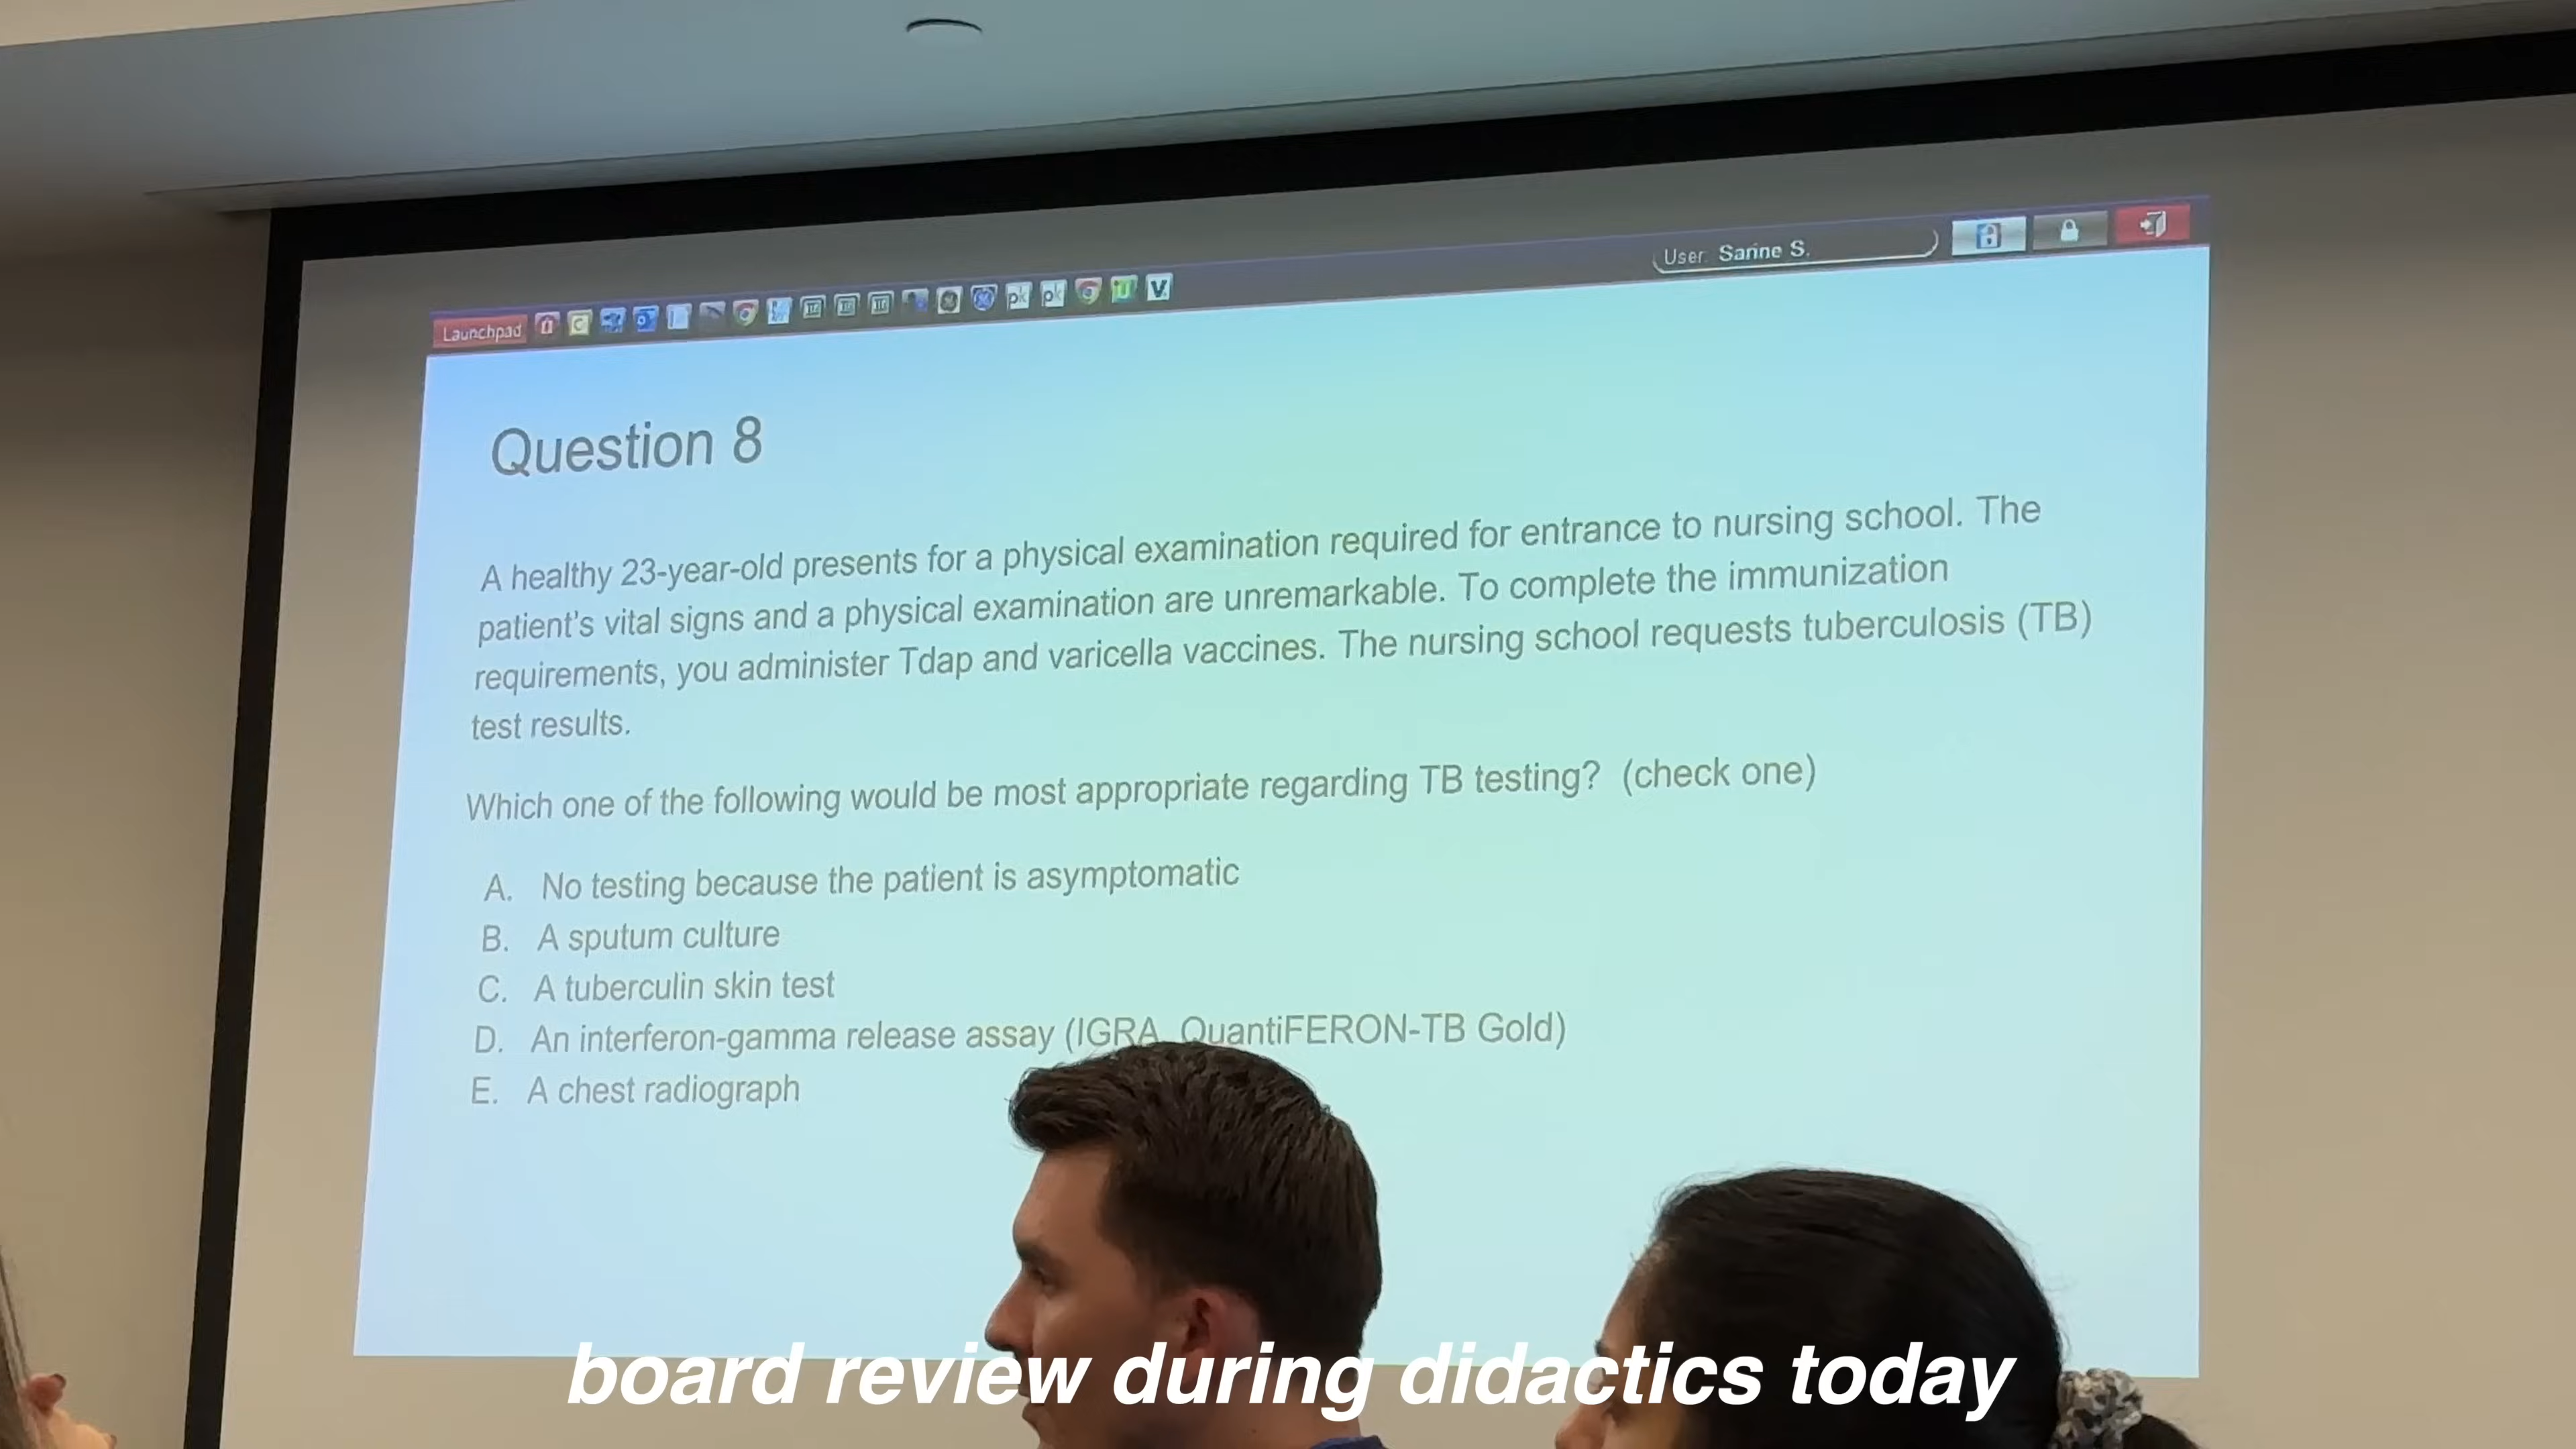 User: Sarine S.
Launchpad
pk pk
Question 8
A healthy 23-year-old presents for a physical examination required for entrance to nursing school. The
patient's vital signs and a physical examination are unremarkable. To complete the immunization
requirements, you administer Tdap and varicella vaccines. The nursing school requests tuberculosis (TB)
test results.
Which one of the following would be most appropriate regarding TB testing? (check one)
A. No testing because the patient is asymptomatic
B. A sputum culture
C. A tuberculin skin test
D. An interferon-gamma release assay (IGRA QuantiFERON-TB Gold)
E. A chest radiograph
board review during didactics today